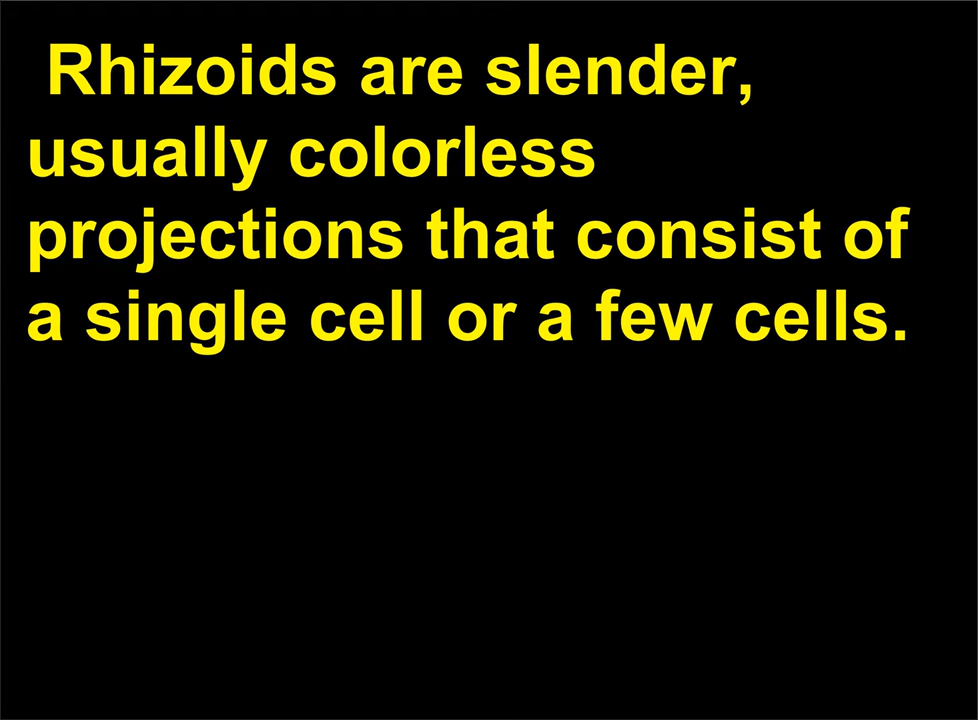 Rhizoids are slender,
usually colorless
projections that consist of
a single cell or a few cells.